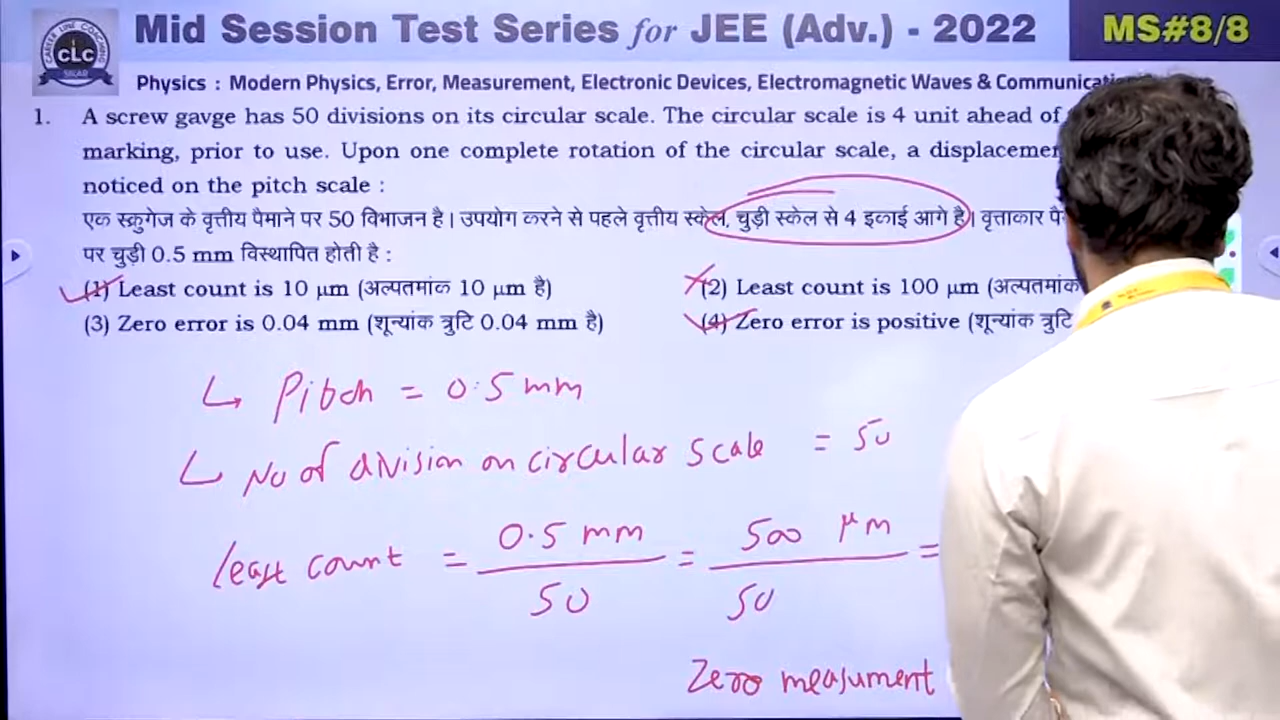 Mid Session Test Series for JEE (Adv.) - 2022
MS#8/8
CAREER LINE COACHING
CLC
SIKAR
Physics : Modern Physics, Error, Measurement, Electronic Devices, Electromagnetic Waves &
1. A screw gavge has 50 divisions on its circular scale. The circular scale is 4 unit ahead of
marking, prior to use. Upon one complete rotation of the circular scale, a
noticed on the pitch scale :
एक स्क्रुगेज के वृत्तीय पैमाने पर 50 विभाजन है। उपयोग करने से पहले वृत्तीय स्केल, चुड़ी स्केल से 4 इकाई आगे है। वृत्ताकार
पर चुड़ी 0.5 mm विस्थापित होती है :
(1) Least count is 10 µm (अल्पतमांक 10 µm है)
(2) Least count is 100 µm (अल्पतमांक
(3) Zero error is 0.04 mm (शून्यांक त्रुटि 0.04 mm है)
(4) Zero error is positive (शून्यांक त्रुटि
↳ Pitch = 0.5 mm
↳ No of division on circular scale = 50
least count = 0.5 mm / 50 = 500 µm / 50 =
Zero measument